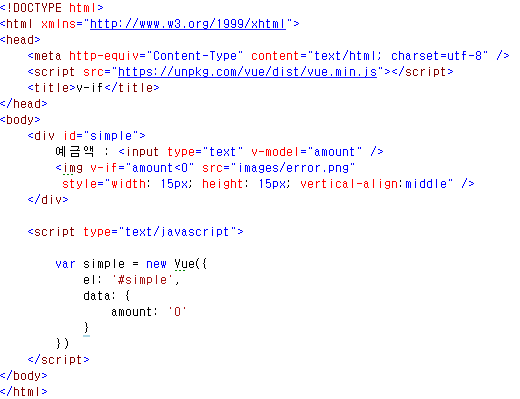 <!DOCTYPE html>
<html xmlns="http://www.w3.org/1999/xhtml">
<head>
    <meta http-equiv="Content-Type" content="text/html; charset=utf-8" />
    <script src="https://unpkg.com/vue/dist/vue.min.js"></script>
    <title>v-if</title>
</head>
<body>
    <div id="simple">
        예금액 : <input type="text" v-model="amount" />
        <img v-if="amount<0" src="images/error.png"
         style="width: 15px; height: 15px; vertical-align:middle" />
    </div>

    <script type="text/javascript">

        var simple = new Vue({
            el: '#simple',
            data: {
                amount: '0'
            }
        })
    </script>
</body>
</html>